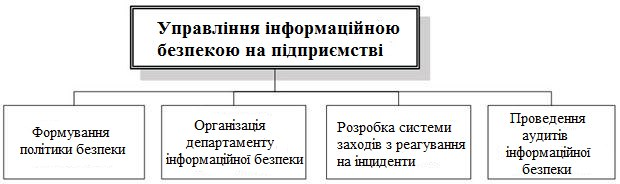 Управління інформаційною
безпекою на підприємстві
Формування
політики безпеки
Організація
департаменту
інформаційної безпеки
Розробка системи
заходів з реагування
на інциденти
Проведення
аудитів
інформаційної
безпеки